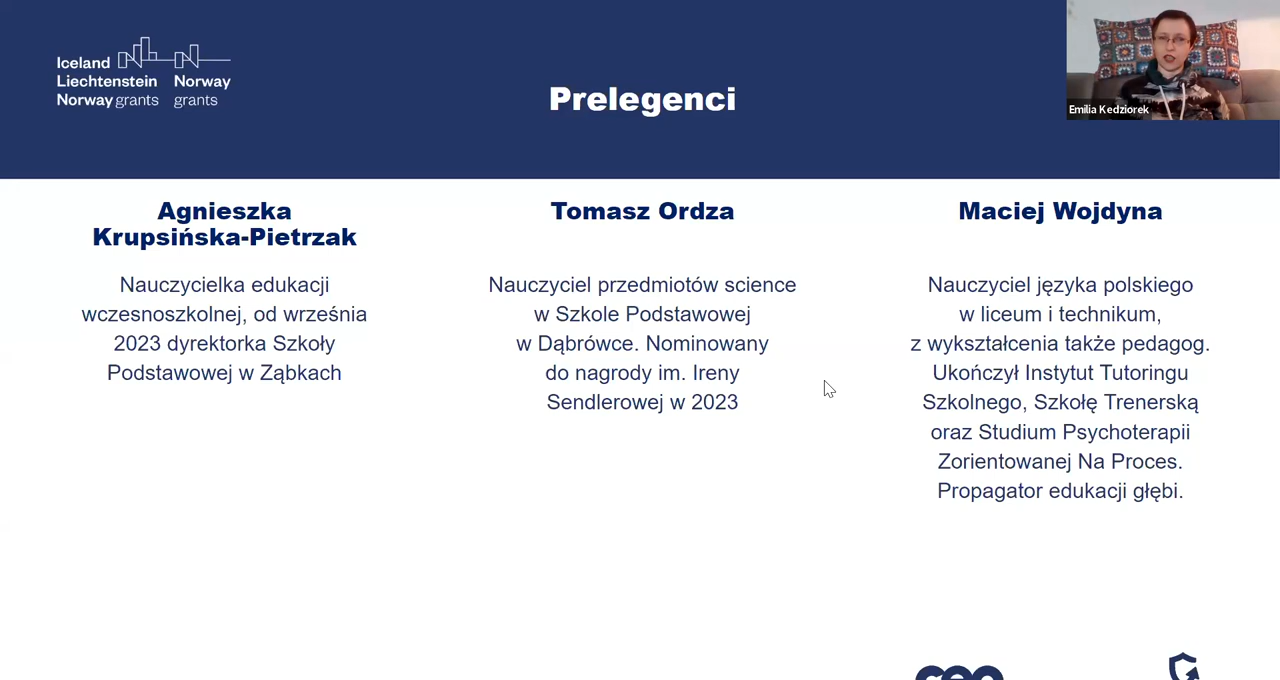 Iceland
Liechtenstein Norway
Norway grants grants
Prelegenci
Emilia Kedziorek
Agnieszka
Krupsińska-Pietrzak
Nauczycielka edukacji
wczesnoszkolnej, od września
2023 dyrektorka Szkoły
Podstawowej w Ząbkach
Tomasz Ordza
Nauczyciel przedmiotów science
w Szkole Podstawowej
w Dąbrówce. Nominowany
do nagrody im. Ireny
Sendlerowej w 2023
Maciej Wojdyna
Nauczyciel języka polskiego
w liceum i technikum,
z wykształcenia także pedagog.
Ukończył Instytut Tutoringu
Szkolnego, Szkołę Trenerską
oraz Studium Psychoterapii
Zorientowanej Na Proces.
Propagator edukacji głębi.